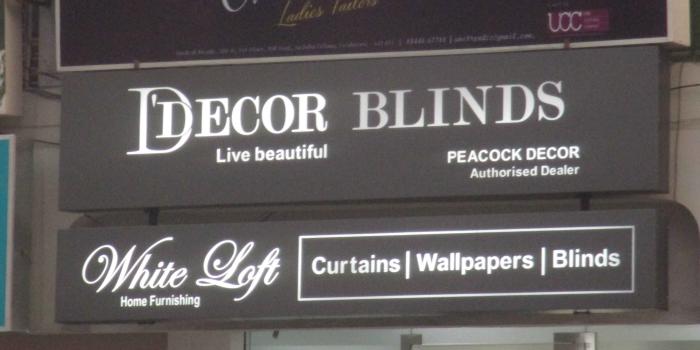 Ladies Tailors
UCC
D'DECOR BLINDS
Live beautiful
PEACOCK DECOR
Authorised Dealer
White Loft
Home Furnishing
Curtains | Wallpapers | Blinds